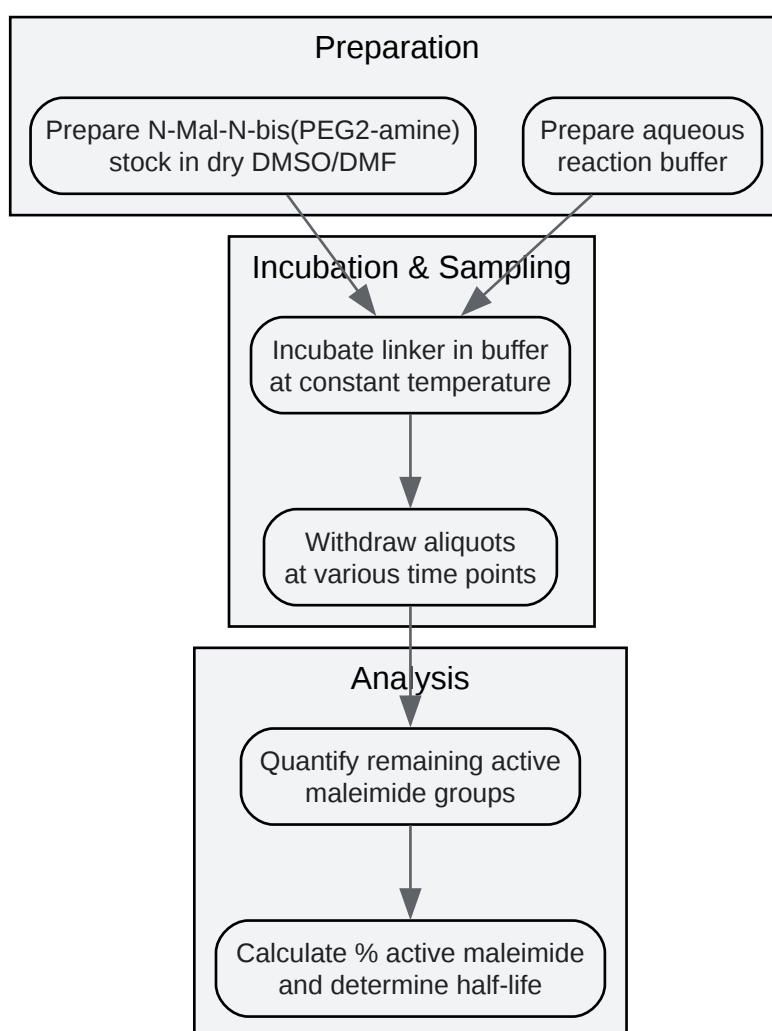 Preparation
Prepare N-Mal-N-bis(PEG2-amine)
stock in dry DMSO/DMF
Prepare aqueous
reaction buffer
Incubation & Sampling
Incubate linker in buffer
at constant temperature
Withdraw aliquots
at various time points
Analysis
Quantify remaining active
maleimide groups
Calculate % active maleimide
and determine half-life